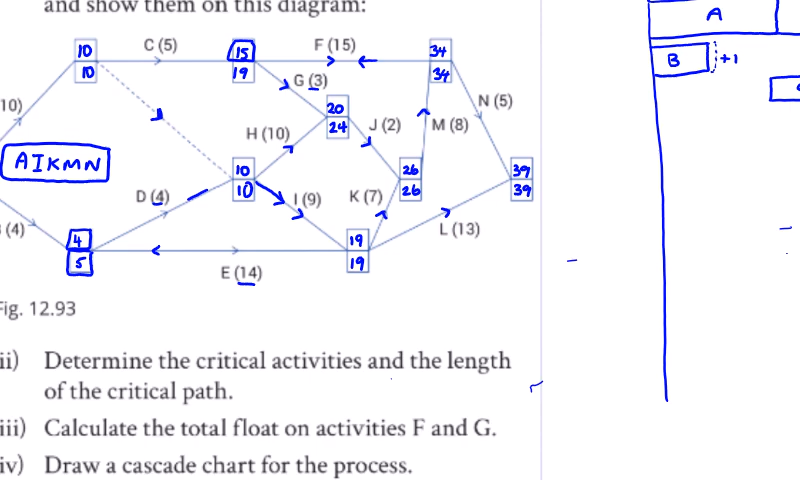 and show them on this diagram:
A
10
10
C (5)
15
19
F (15)
34
34
B
+1
G (3)
N (5)
10)
20
24
H (10)
J (2)
M (8)
AIKMN
10
10
26
26
39
39
D (4)
I (9)
K (7)
(4)
4
5
19
19
L (13)
E (14)
Fig. 12.93
ii) Determine the critical activities and the length
of the critical path.
iii) Calculate the total float on activities F and G.
iv) Draw a cascade chart for the process.